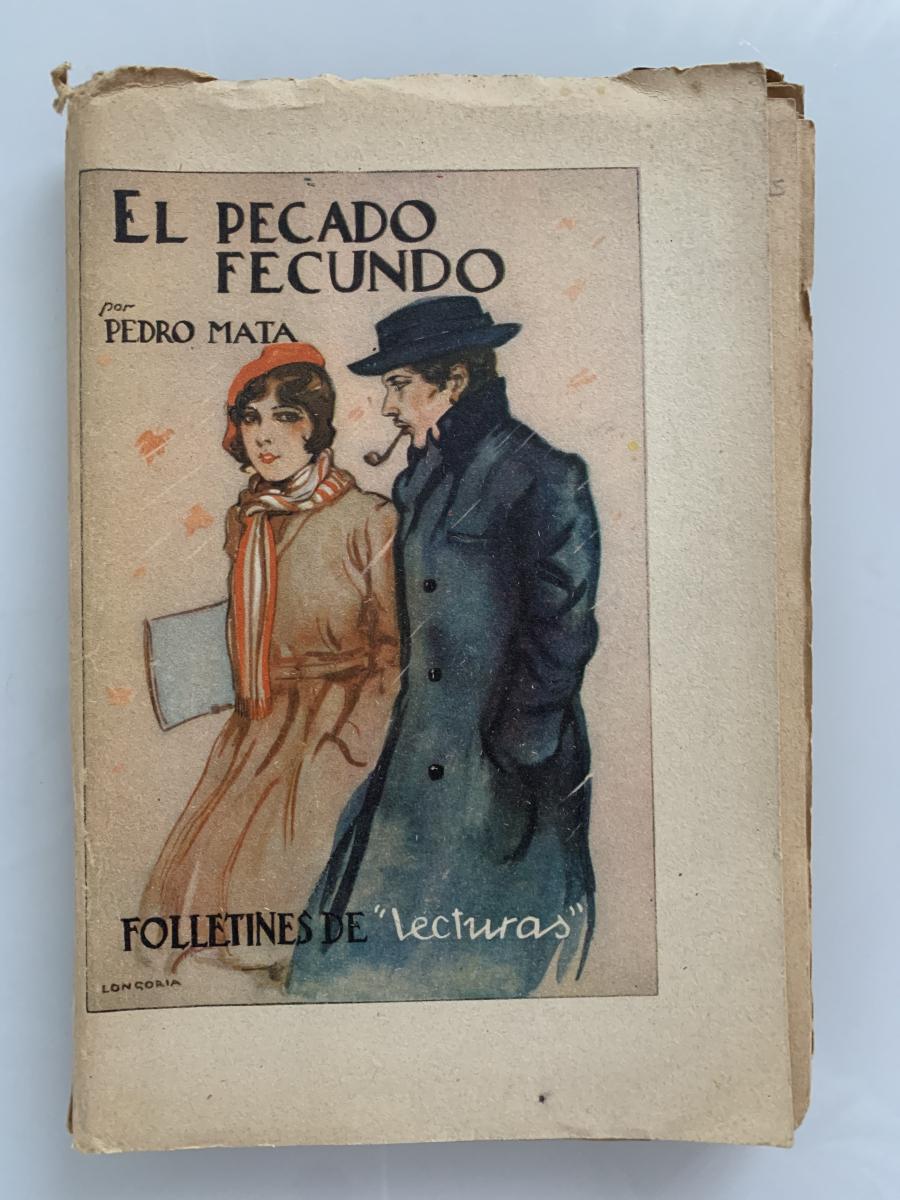 EL PECADO
FECUNDO
por
PEDRO MATA
FOLLETINES DE "Lecturas"
LONGORIA